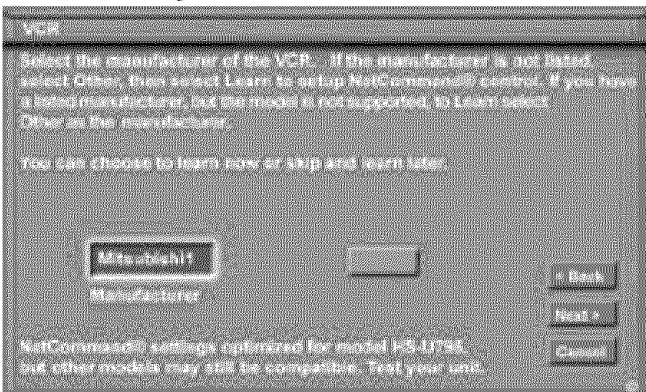 VCR
Select the manufacturer of the VCR. If the manufacturer is not listed,
select Other, then select Learn to setup NetCommand® control. If you have
a listed manufacturer, but the model is not supported, to Learn select
Other as the manufacturer.
You can choose to learn now or skip and learn later.
Mitsubishi1
Manufacturer
< Back
Next >
NetCommand® settings optimized for model HS-U795,
Cancel
but other models may still be compatible. Test your unit.